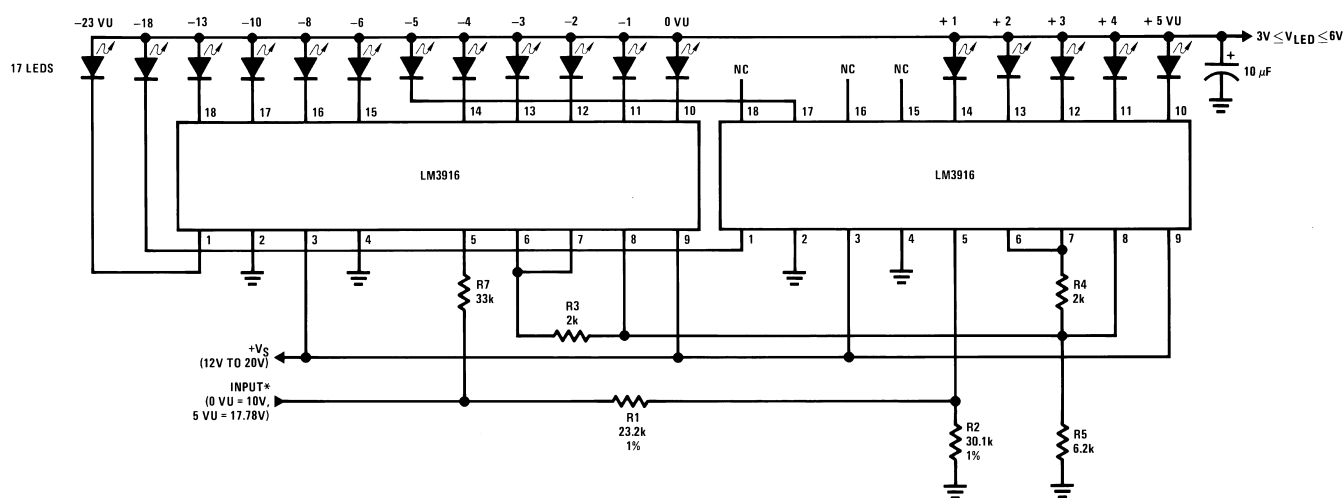 −23 VU −18 −13 −10 −8 −6 −5 −4 −3 −2 −1 0 VU + 1 + 2 + 3 + 4 + 5 VU
3V ≤ VLED ≤ 6V
17 LEDS
+
10 µF
NC NC NC
18 17 16 15 14 13 12 11 10 18 17 16 15 14 13 12 11 10
LM3916 LM3916
1 2 3 4 5 6 7 8 9 1 2 3 4 5 6 7 8 9
R7
33k
R4
2k
R3
2k
+VS
(12V TO 20V)
INPUT*
(0 VU = 10V,
5 VU = 17.78V)
R1
23.2k
1%
R2
30.1k
1%
R5
6.2k